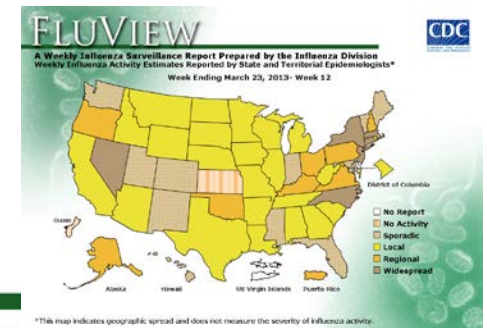 FLUVIEW
CDC
A Weekly Influenza Surveillance Report Prepared by the Influenza Division
Weekly Influenza Activity Estimates Reported by State and Territorial Epidemiologists*
Week Ending March 23, 2013- Week 12
District of Columbia
No Report
No Activity
Sporadic
Local
Regional
Widespread
Guam
Alaska
Hawaii
US Virgin Islands
Puerto Rico
*This map indicates geographic spread and does not measure the severity of influenza activity.